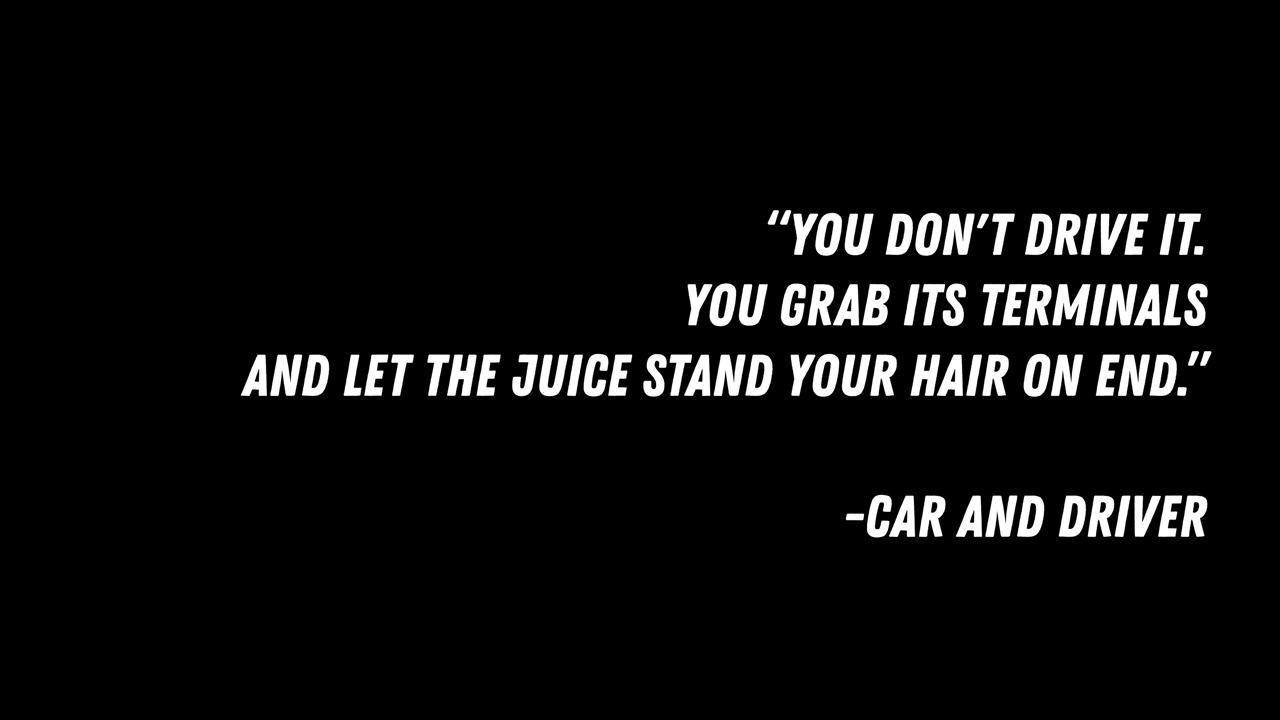 “YOU DON’T DRIVE IT.
YOU GRAB ITS TERMINALS
AND LET THE JUICE STAND YOUR HAIR ON END.”
-CAR AND DRIVER